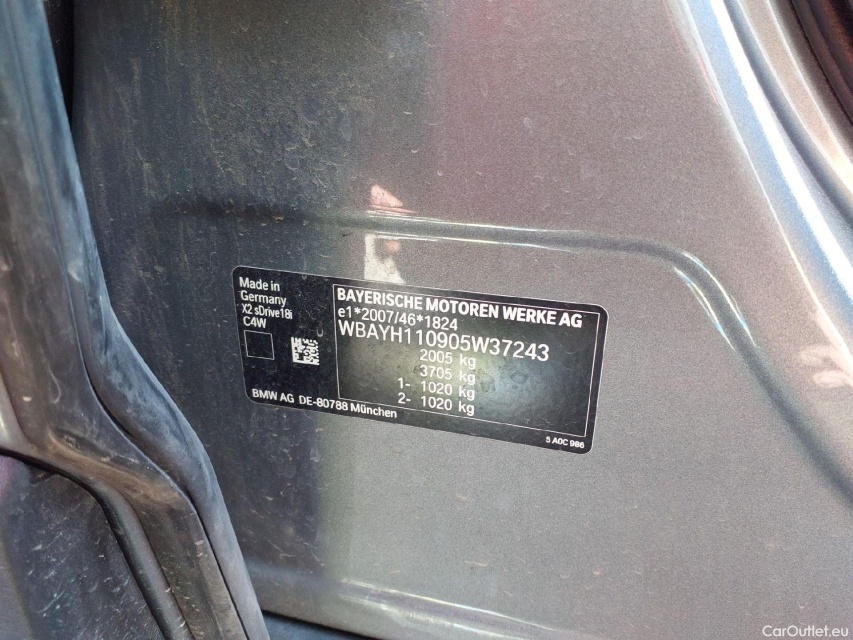 Made in
Germany
X2 sDrive18i
C4W
BAYERISCHE MOTOREN WERKE AG
e1*2007/46*1824
WBAYH110905W37243
2005 kg
3705 kg
1- 1020 kg
2- 1020 kg
BMW AG DE-80788 München
5 A0C 986
CarOutlet.eu